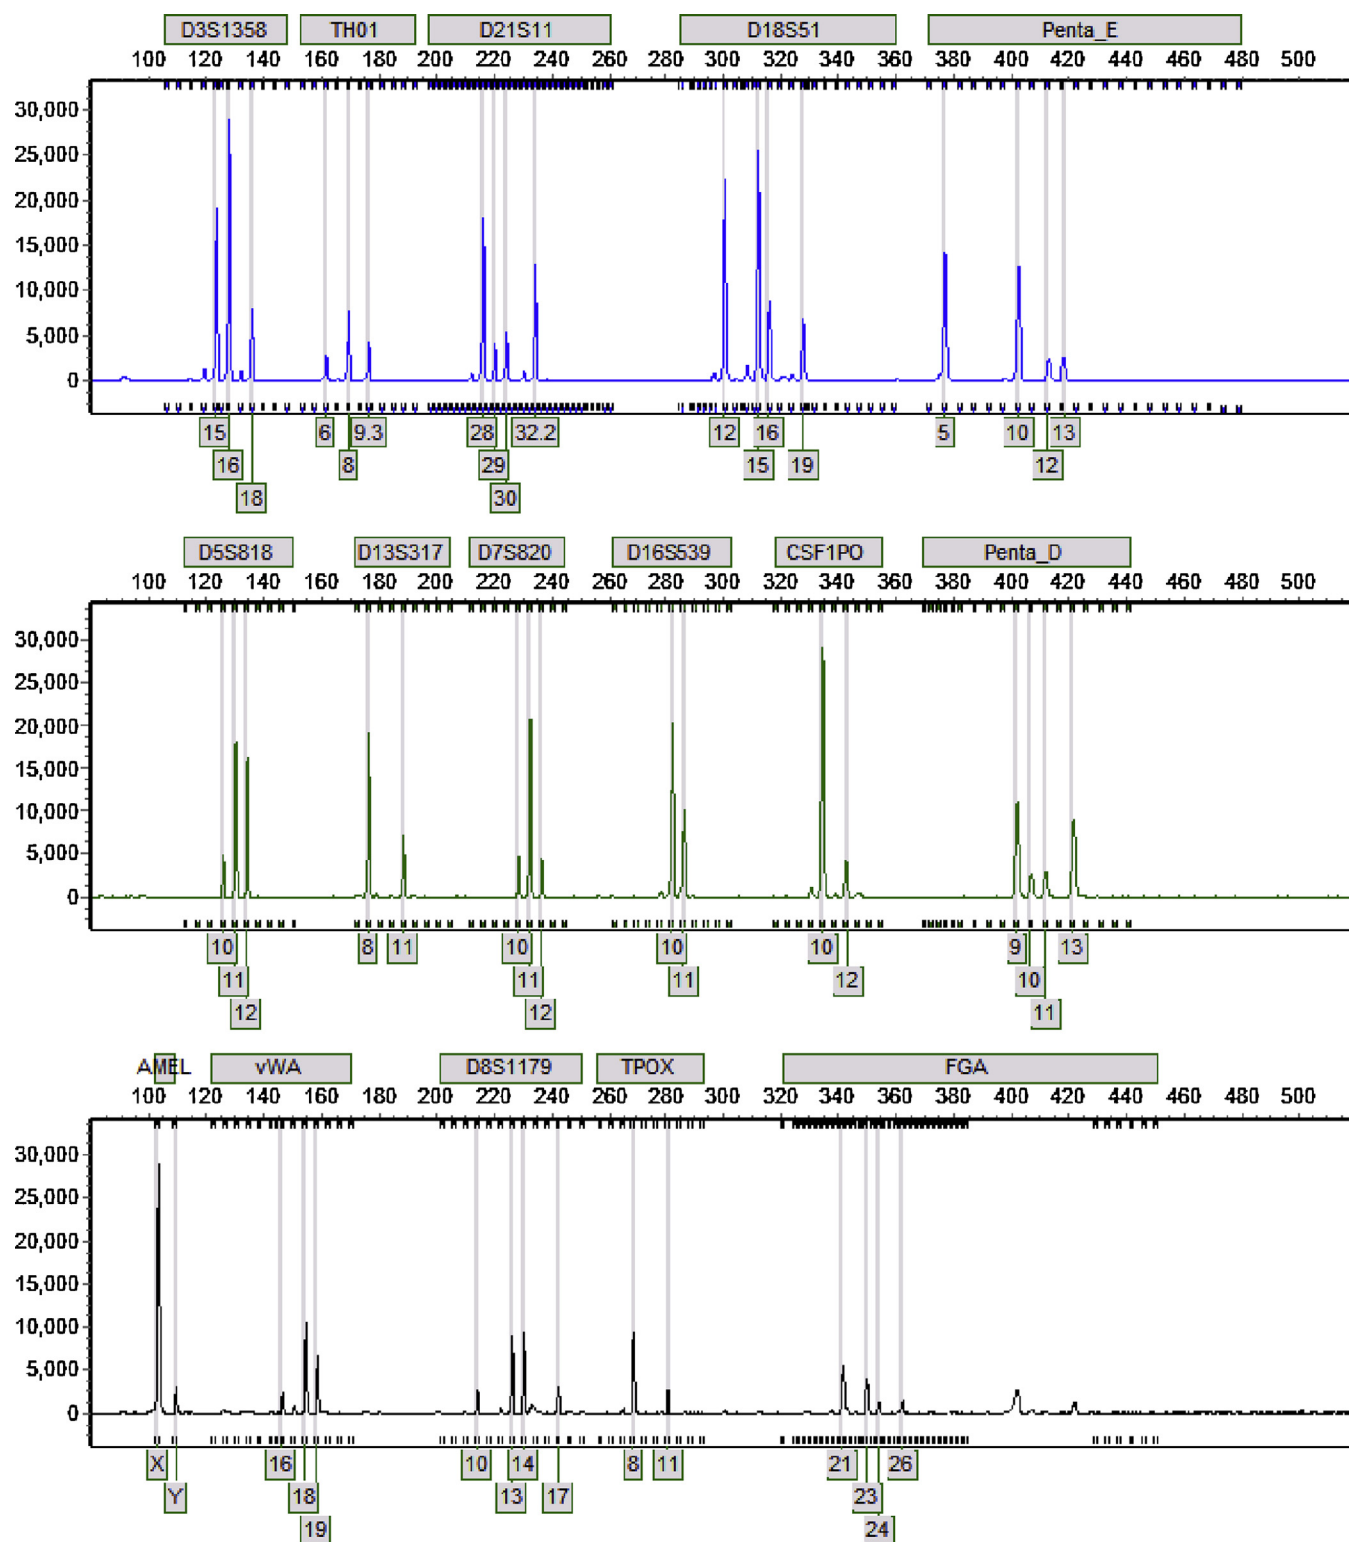 D3S1358 TH01 D21S11 D18S51 Penta_E
100 120 140 160 180 200 220 240 260 280 300 320 340 360 380 400 420 440 460 480 500
30,000
25,000
20,000
15,000
10,000
5,000
0
15 6 9.3 28 32.2 12 16 5 10 13
16 8 29 15 19 12
18 30
D5S818 D13S317 D7S820 D16S539 CSF1PO Penta_D
100 120 140 160 180 200 220 240 260 280 300 320 340 360 380 400 420 440 460 480 500
30,000
25,000
20,000
15,000
10,000
5,000
0
10 8 11 10 10 10 9 13
11 11 11 12 10
12 12 11
AMEL vWA D8S1179 TPOX FGA
100 120 140 160 180 200 220 240 260 280 300 320 340 360 380 400 420 440 460 480 500
30,000
25,000
20,000
15,000
10,000
5,000
0
X 16 10 14 8 11 21 26
Y 18 13 17 23
19 24